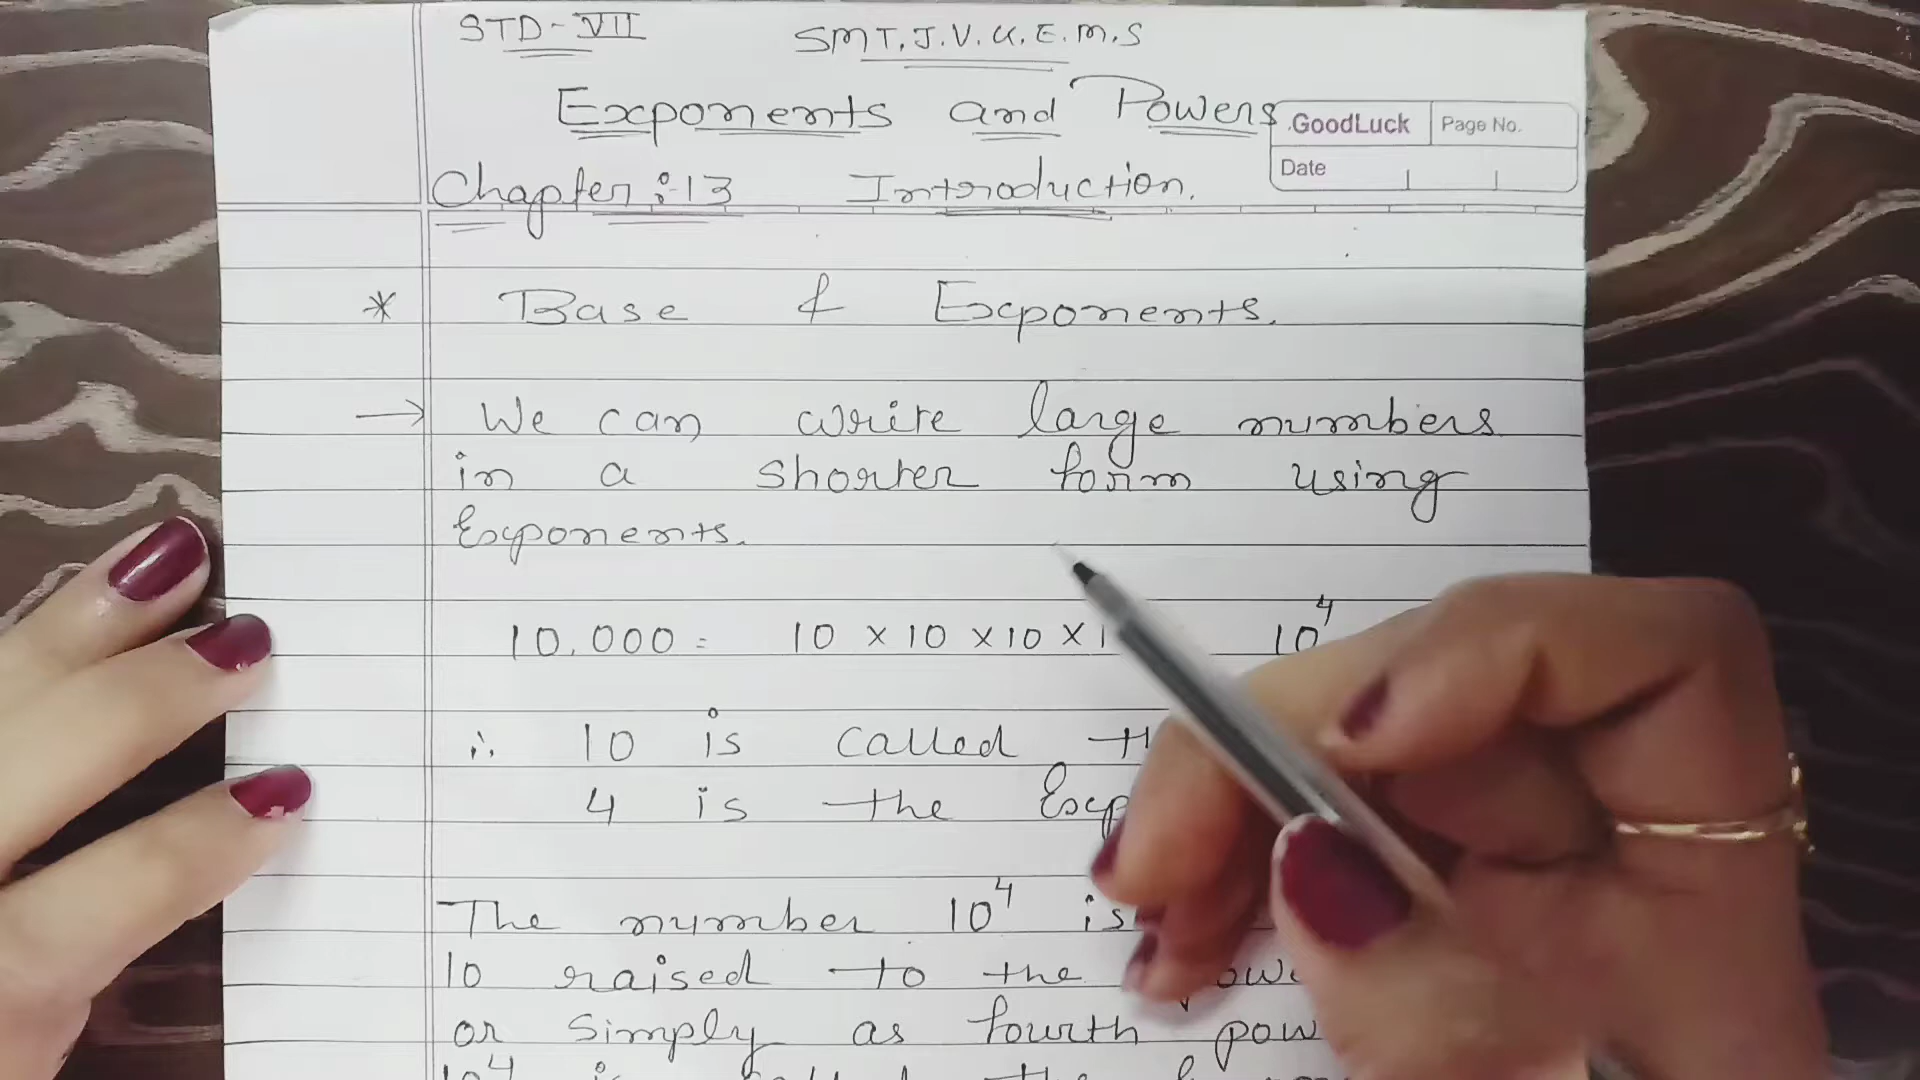 STD-VII SMT.J.V.U.E.M.S
Exponents and Powers
GoodLuck Page No.
Date
Chapter:-13 Introduction.
* Base & Exponents.
→ We can write large numbers
in a shorter form using
Exponents.
10,000 = 10 × 10 × 10 × 10⁴
∴ 10 is called
4 is the
The number 10⁴ is
10 raised to the
or simply as fourth
10⁴ is